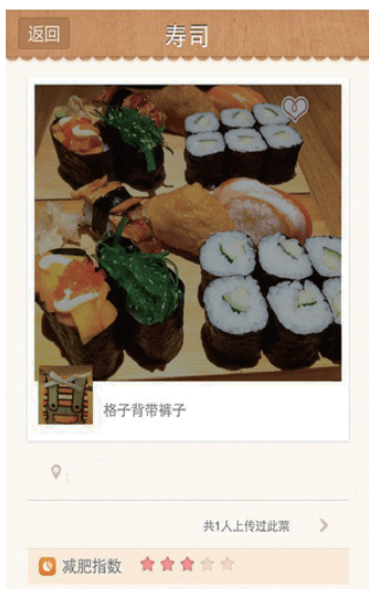 返回
寿司
格子背带裤子
共1人上传过此菜
减肥指数